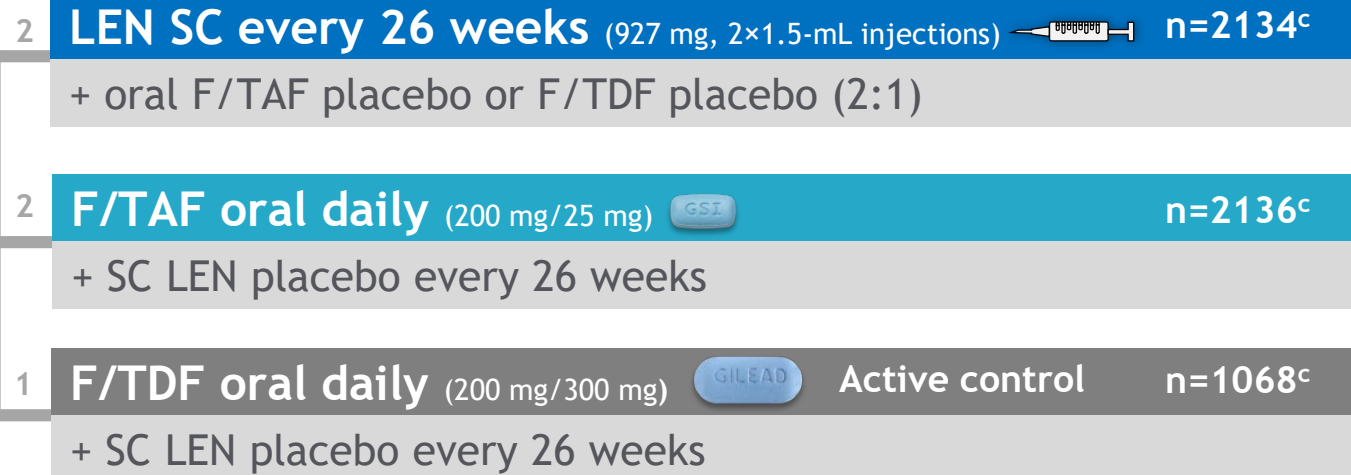 2 LEN SC every 26 weeks (927 mg, 2×1.5-mL injections) n=2134ᶜ
+ oral F/TAF placebo or F/TDF placebo (2:1)
2 F/TAF oral daily (200 mg/25 mg) GSI n=2136ᶜ
+ SC LEN placebo every 26 weeks
1 F/TDF oral daily (200 mg/300 mg) GILEAD Active control n=1068ᶜ
+ SC LEN placebo every 26 weeks